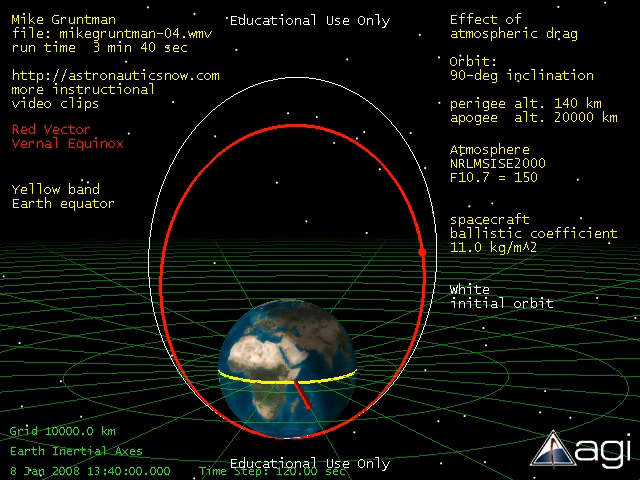 Mike Gruntman
file: mikegruntman-04.wmv
run time 3 min 40 sec
http://astronauticsnow.com
more instructional
video clips
Red Vector
Vernal Equinox
Yellow band
Earth equator
Educational Use Only
Effect of
atmospheric drag
Orbit:
90-deg inclination
perigee alt. 140 km
apogee alt. 20000 km
Atmosphere
NRLMSISE2000
F10.7 = 150
spacecraft
ballistic coefficient
11.0 kg/m^2
White
initial orbit
Grid 10000.0 km
Earth Inertial Axes
8 Jan 2008 13:40:00.000 Time Step: 120.00 sec
Educational Use Only
agi